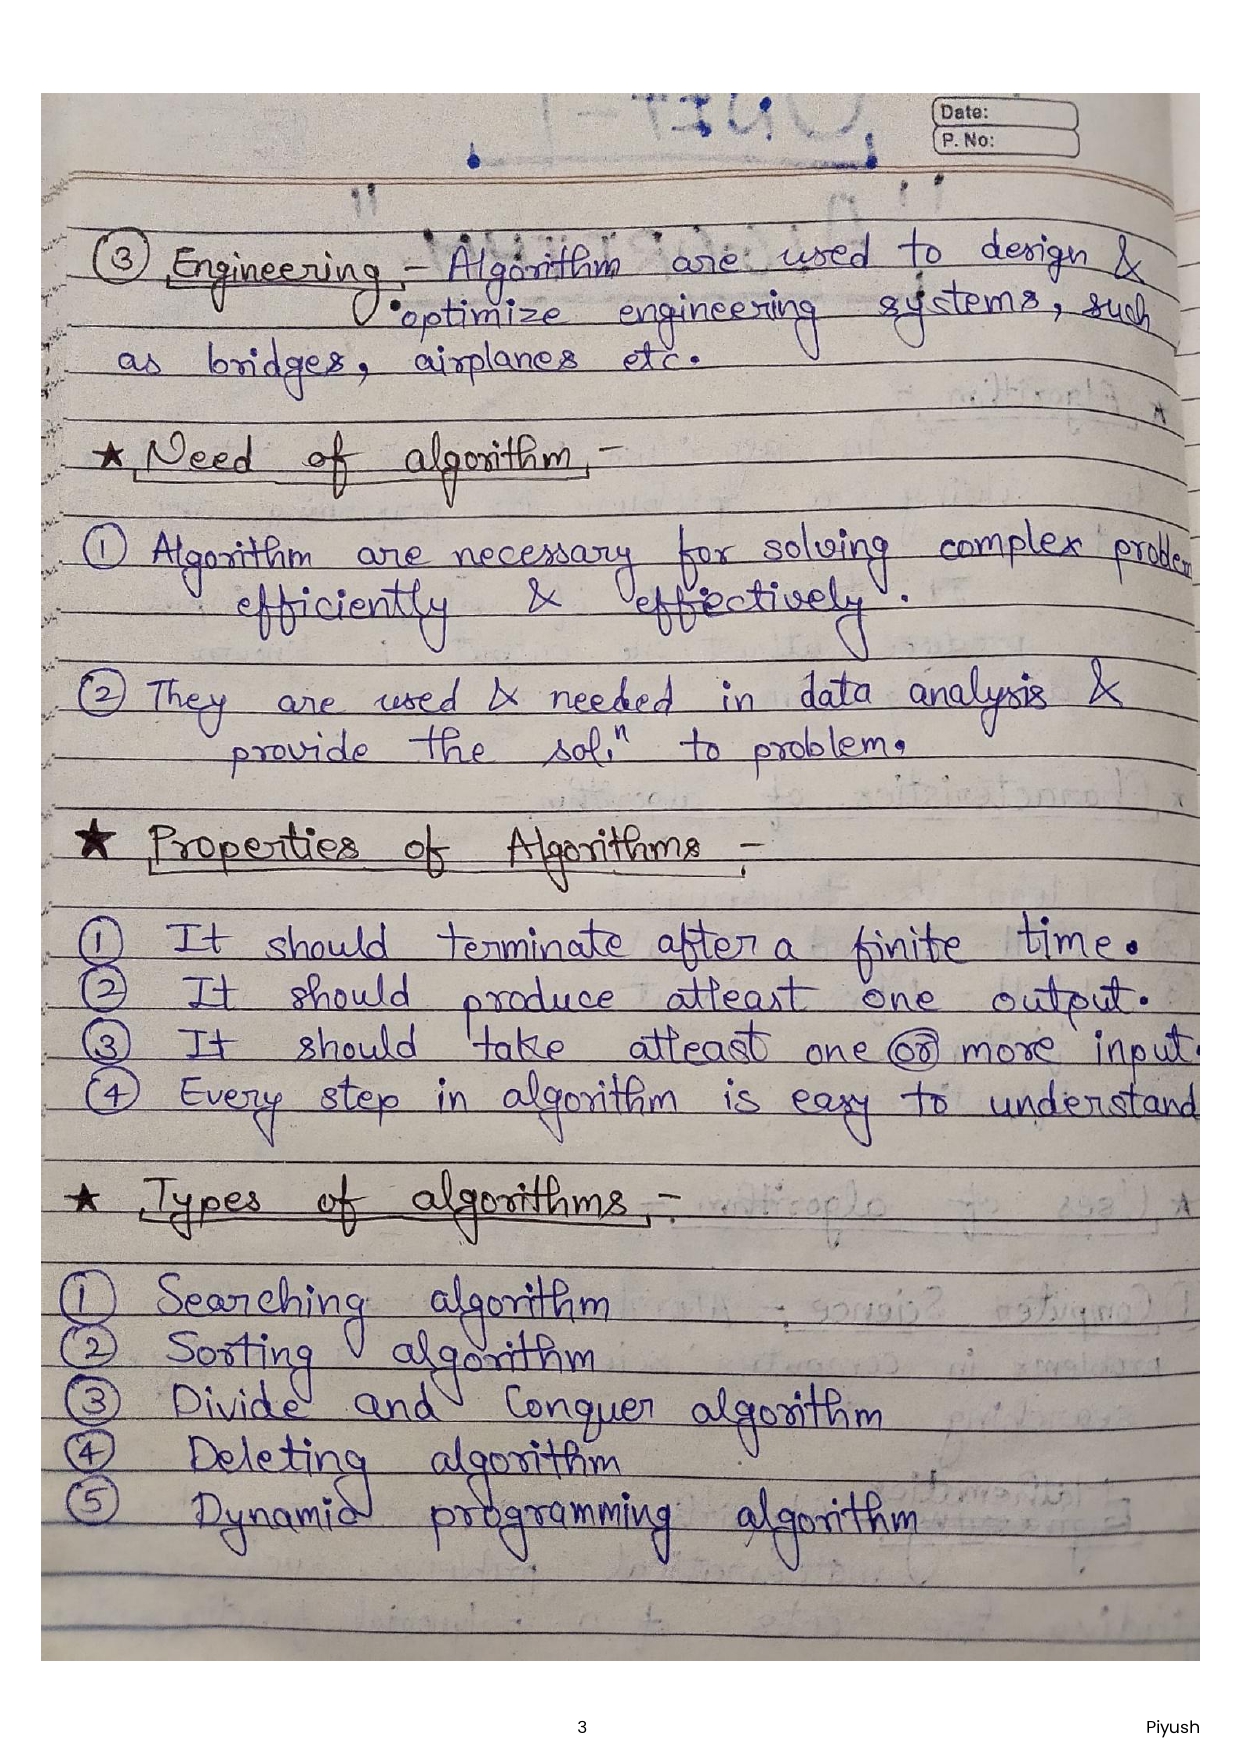 Date:
P. No:
③ Engineering - Algorithm are used to design &
optimize engineering systems, such
as bridges, airplanes etc.
★ Need of algorithm -
① Algorithm are necessary for solving complex problem
efficiently & effectively.
② They are used & needed in data analysis &
provide the sol.ⁿ to problem.
★ Properties of Algorithms -
① It should terminate after a finite time.
② It should produce atleast one output.
③ It should take atleast one or more input.
④ Every step in algorithm is easy to understand
★ Types of algorithms -
① Searching algorithm
② Sorting algorithm
③ Divide and Conquer algorithm
④ Deleting algorithm
⑤ Dynamic programming algorithm
3
Piyush